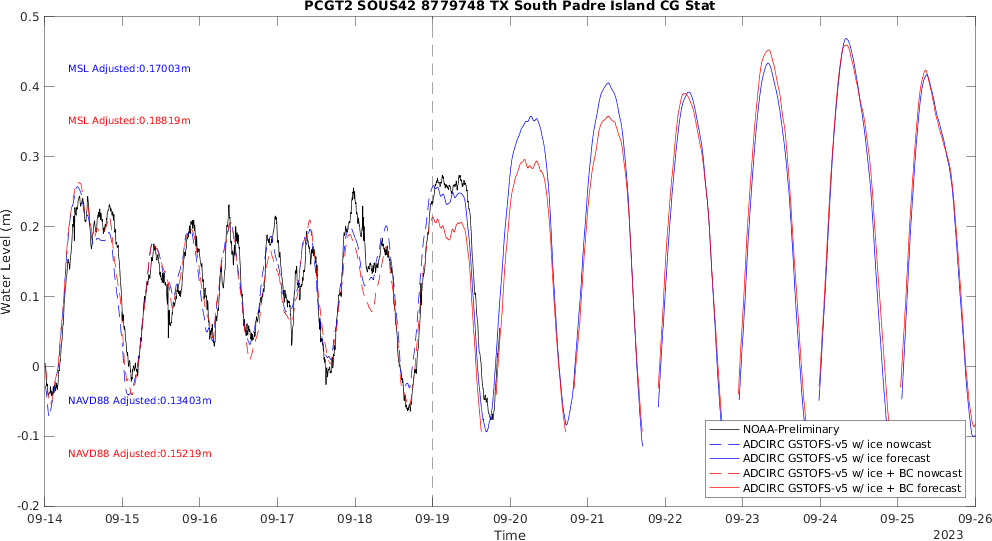 PCGT2 SOUS42 8779748 TX South Padre Island CG Stat
0.5
0.4
0.3
0.2
0.1
0
-0.1
-0.2
Water Level (m)
MSL Adjusted:0.17003m
MSL Adjusted:0.18819m
NAVD88 Adjusted:0.13403m
NAVD88 Adjusted:0.15219m
NOAA-Preliminary
ADCIRC GSTOFS-v5 w/ ice nowcast
ADCIRC GSTOFS-v5 w/ ice forecast
ADCIRC GSTOFS-v5 w/ ice + BC nowcast
ADCIRC GSTOFS-v5 w/ ice + BC forecast
09-14 09-15 09-16 09-17 09-18 09-19 09-20 09-21 09-22 09-23 09-24 09-25 09-26
Time
2023